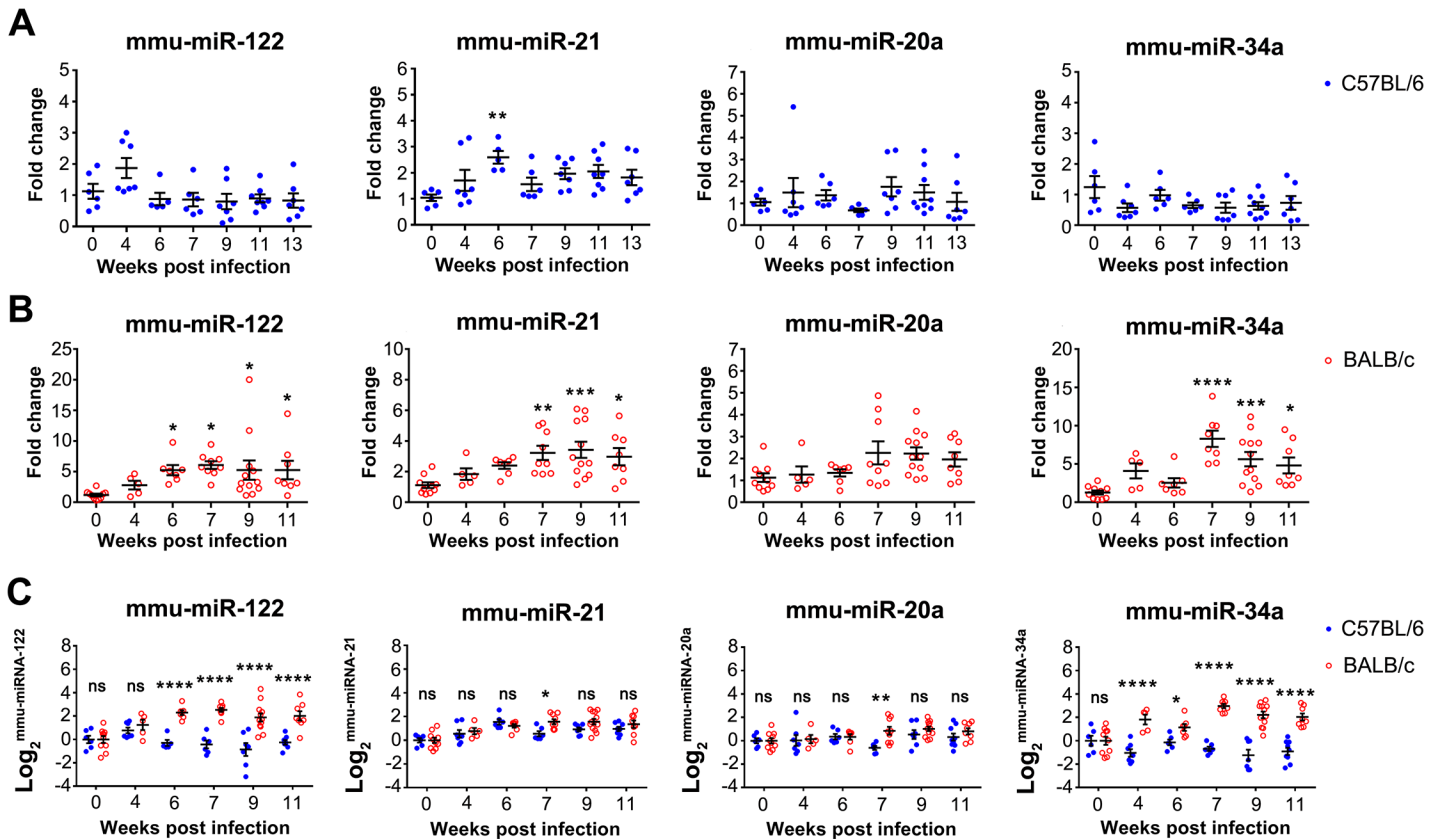 A
mmu-miR-122
mmu-miR-21
mmu-miR-20a
mmu-miR-34a
C57BL/6
Fold change
5
4
3
2
1
0
0 4 6 7 9 11 13
Weeks post infection
Fold change
6
5
4
3
2
1
0
0 4 6 7 9 11 13
Weeks post infection
**
Fold change
7
6
5
4
3
2
1
0
0 4 6 7 9 11 13
Weeks post infection
Fold change
5
4
3
2
1
0
0 4 6 7 9 11 13
Weeks post infection
B
mmu-miR-122
mmu-miR-21
mmu-miR-20a
mmu-miR-34a
BALB/c
Fold change
25
20
15
10
5
0
* * * *
0 4 6 7 9 11
Weeks post infection
Fold change
10
8
6
4
2
0
** *** *
0 4 6 7 9 11
Weeks post infection
Fold change
7
6
5
4
3
2
1
0
0 4 6 7 9 11
Weeks post infection
Fold change
20
15
10
5
0
**** *** *
0 4 6 7 9 11
Weeks post infection
C
mmu-miR-122
mmu-miR-21
mmu-miR-20a
mmu-miR-34a
C57BL/6
BALB/c
Log2 mmu-miRNA-122
8
6
4
2
0
-2
-4
ns ns **** **** **** ****
0 4 6 7 9 11
Weeks post infection
Log2 mmu-miRNA-21
8
6
4
2
0
-2
-4
ns ns ns * ns ns
0 4 6 7 9 11
Weeks post infection
Log2 mmu-miRNA-20a
8
6
4
2
0
-2
-4
ns ns ns ** ns ns
0 4 6 7 9 11
Weeks post infection
Log2 mmu-miRNA-34a
8
6
4
2
0
-2
-4
ns **** * **** **** ****
0 4 6 7 9 11
Weeks post infection